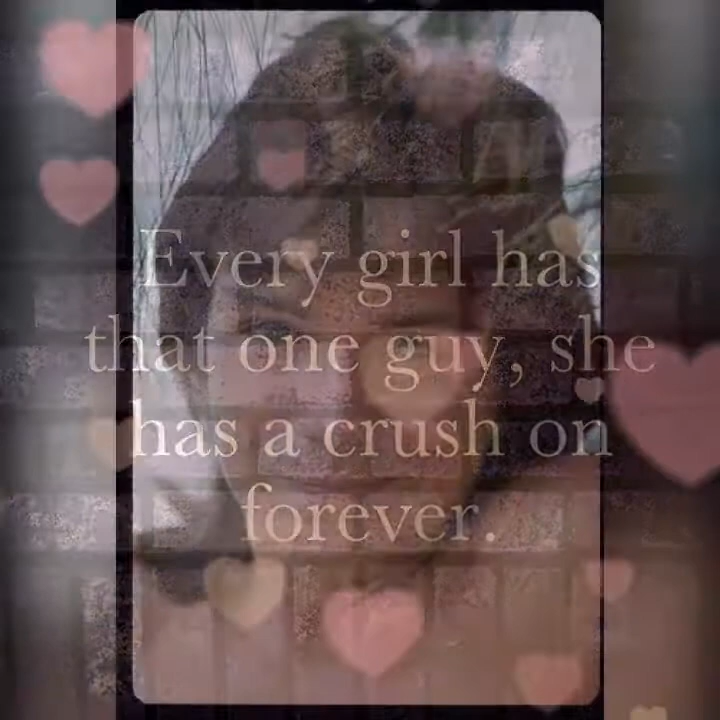 Every girl has
that one guy, she
has a crush on
forever.